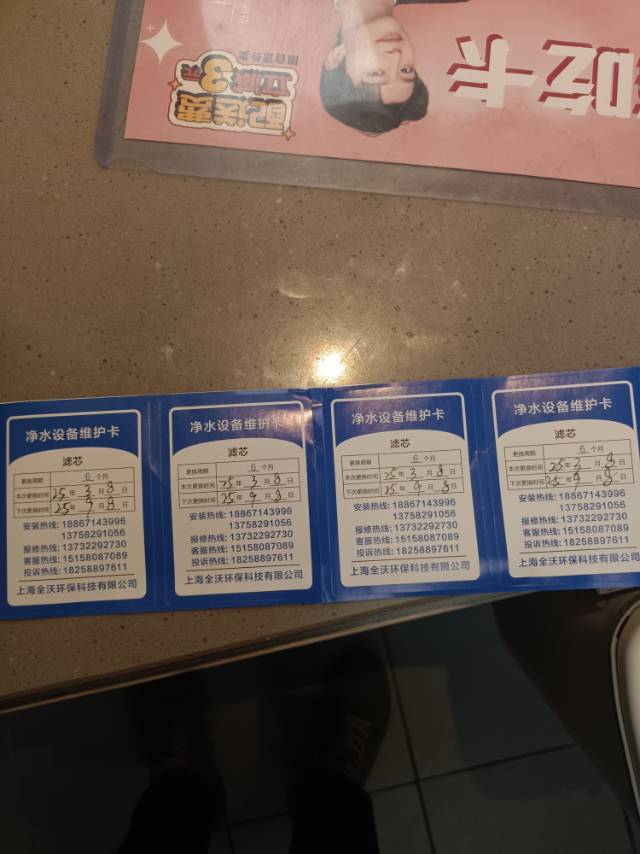 吃卡
配送费
立减3元
限自营外卖
净水设备维护卡
滤芯
更换周期 6 个月
本次更换时间 25年 3月 8日
下次更换时间 25年 9月 8日
安装热线: 18867143996
13758291056
报修热线: 13732292730
客服热线: 15158087089
投诉热线: 18258897611
上海全沃环保科技有限公司
净水设备维护卡
滤芯
更换周期 6 个月
本次更换时间 25年 3月 8日
下次更换时间 25年 9月 8日
安装热线: 18867143996
13758291056
报修热线: 13732292730
客服热线: 15158087089
投诉热线: 18258897611
上海全沃环保科技有限公司
净水设备维护卡
滤芯
更换周期 6 个月
本次更换时间 25年 3月 8日
下次更换时间 25年 9月 8日
安装热线: 18867143996
13758291056
报修热线: 13732292730
客服热线: 15158087089
投诉热线: 18258897611
上海全沃环保科技有限公司
净水设备维护卡
滤芯
更换周期 6 个月
本次更换时间 25年 3月 8日
下次更换时间 25年 9月 8日
安装热线: 18867143996
13758291056
报修热线: 13732292730
客服热线: 15158087089
投诉热线: 18258897611
上海全沃环保科技有限公司